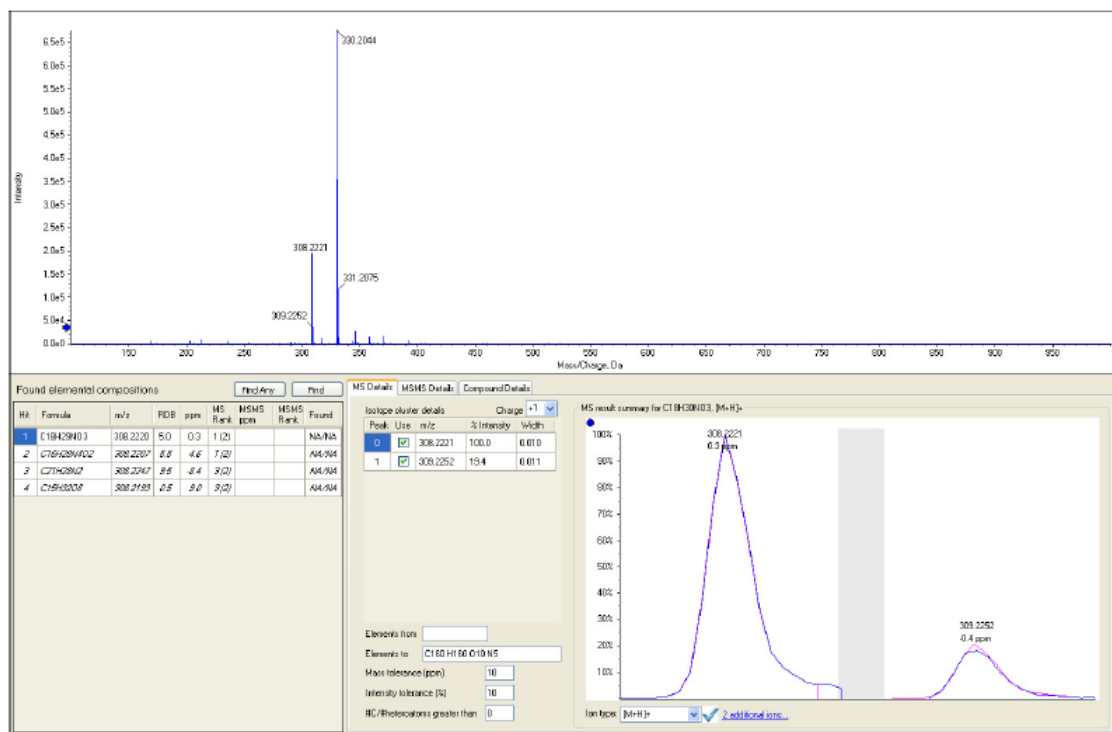 6.5e5
6.0e5
5.5e5
5.0e5
4.5e5
4.0e5
3.5e5
3.0e5
2.5e5
2.0e5
1.5e5
1.0e5
5.0e4
0.0e0
Intensity
330.2044
308.2221
331.2075
309.2252
150 200 250 300 350 400 450 500 550 600 650 700 750 800 850 900 950
Mass/Charge, Da
Found elemental compositions Find Any Find
Hit Formula m/z RDB ppm MS Rank MSMS ppm MSMS Rank Found
1 C18H29NO3 308.2220 5.0 0.3 1 (2) NA/NA
2 C16H28N4O2 308.2207 4.6 NA/NA
3 C21H28N2 308.2247 9.5 -8.4 3 (2) NA/NA
4 308.2193 0.5 9.0 3 (2) NA/NA
MS Details MSMS Details Compound Details
Isotope cluster details Charge +1
Peak Use m/z % Intensity Width
0 308.2221 100.0 0.010
1 309.2252 19.4 0.011
Elements from
Elements to C160 H160 O10 N5
Mass tolerance (ppm) 10
Intensity tolerance (%) 10
#C/#heteroatoms greater than 0
MS result summary for C18H30NO3, [M+H]+
100%
90%
80%
70%
60%
50%
40%
30%
20%
10%
308.2221
0.3 ppm
309.2252
-0.4 ppm
Ion type: [M+H]+ 2 additional ions...